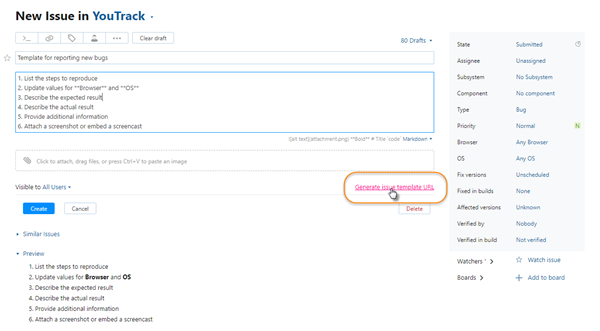 New Issue in YouTrack
Clear draft
80 Drafts
Template for reporting new bugs
1. List the steps to reproduce
2. Update values for **Browser** and **OS**
3. Describe the expected result
4. Describe the actual result
5. Provide additional information
6. Attach a screenshot or embed a screencast
![alt text](attachment.png) **Bold** # Title `code` Markdown
Click to attach, drag files, or press Ctrl+V to paste an image
Visible to All Users
Generate issue template URL
Create
Cancel
Delete
Similar Issues
Preview
1. List the steps to reproduce
2. Update values for Browser and OS
3. Describe the expected result
4. Describe the actual result
5. Provide additional information
6. Attach a screenshot or embed a screencast
State Submitted
Assignee Unassigned
Subsystem No Subsystem
Component No component
Type Bug
Priority Normal N
Browser Any Browser
OS Any OS
Fix versions Unscheduled
Fixed in builds None
Affected versions Unknown
Verified by Nobody
Verified in build Not verified
Watchers Watch issue
Boards Add to board